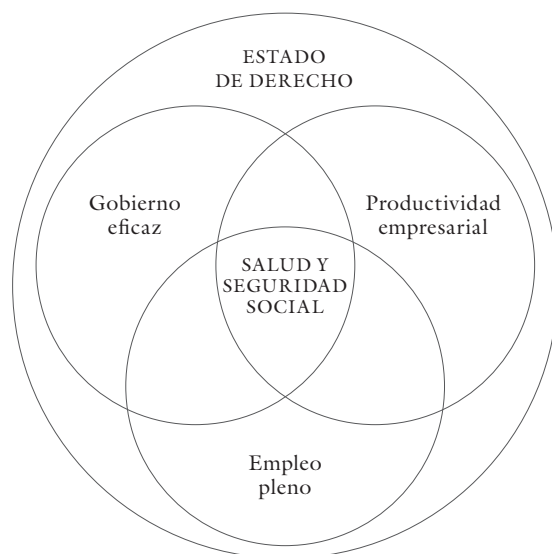 ESTADO
DE DERECHO
Gobierno
eficaz
Productividad
empresarial
SALUD Y
SEGURIDAD
SOCIAL
Empleo
pleno